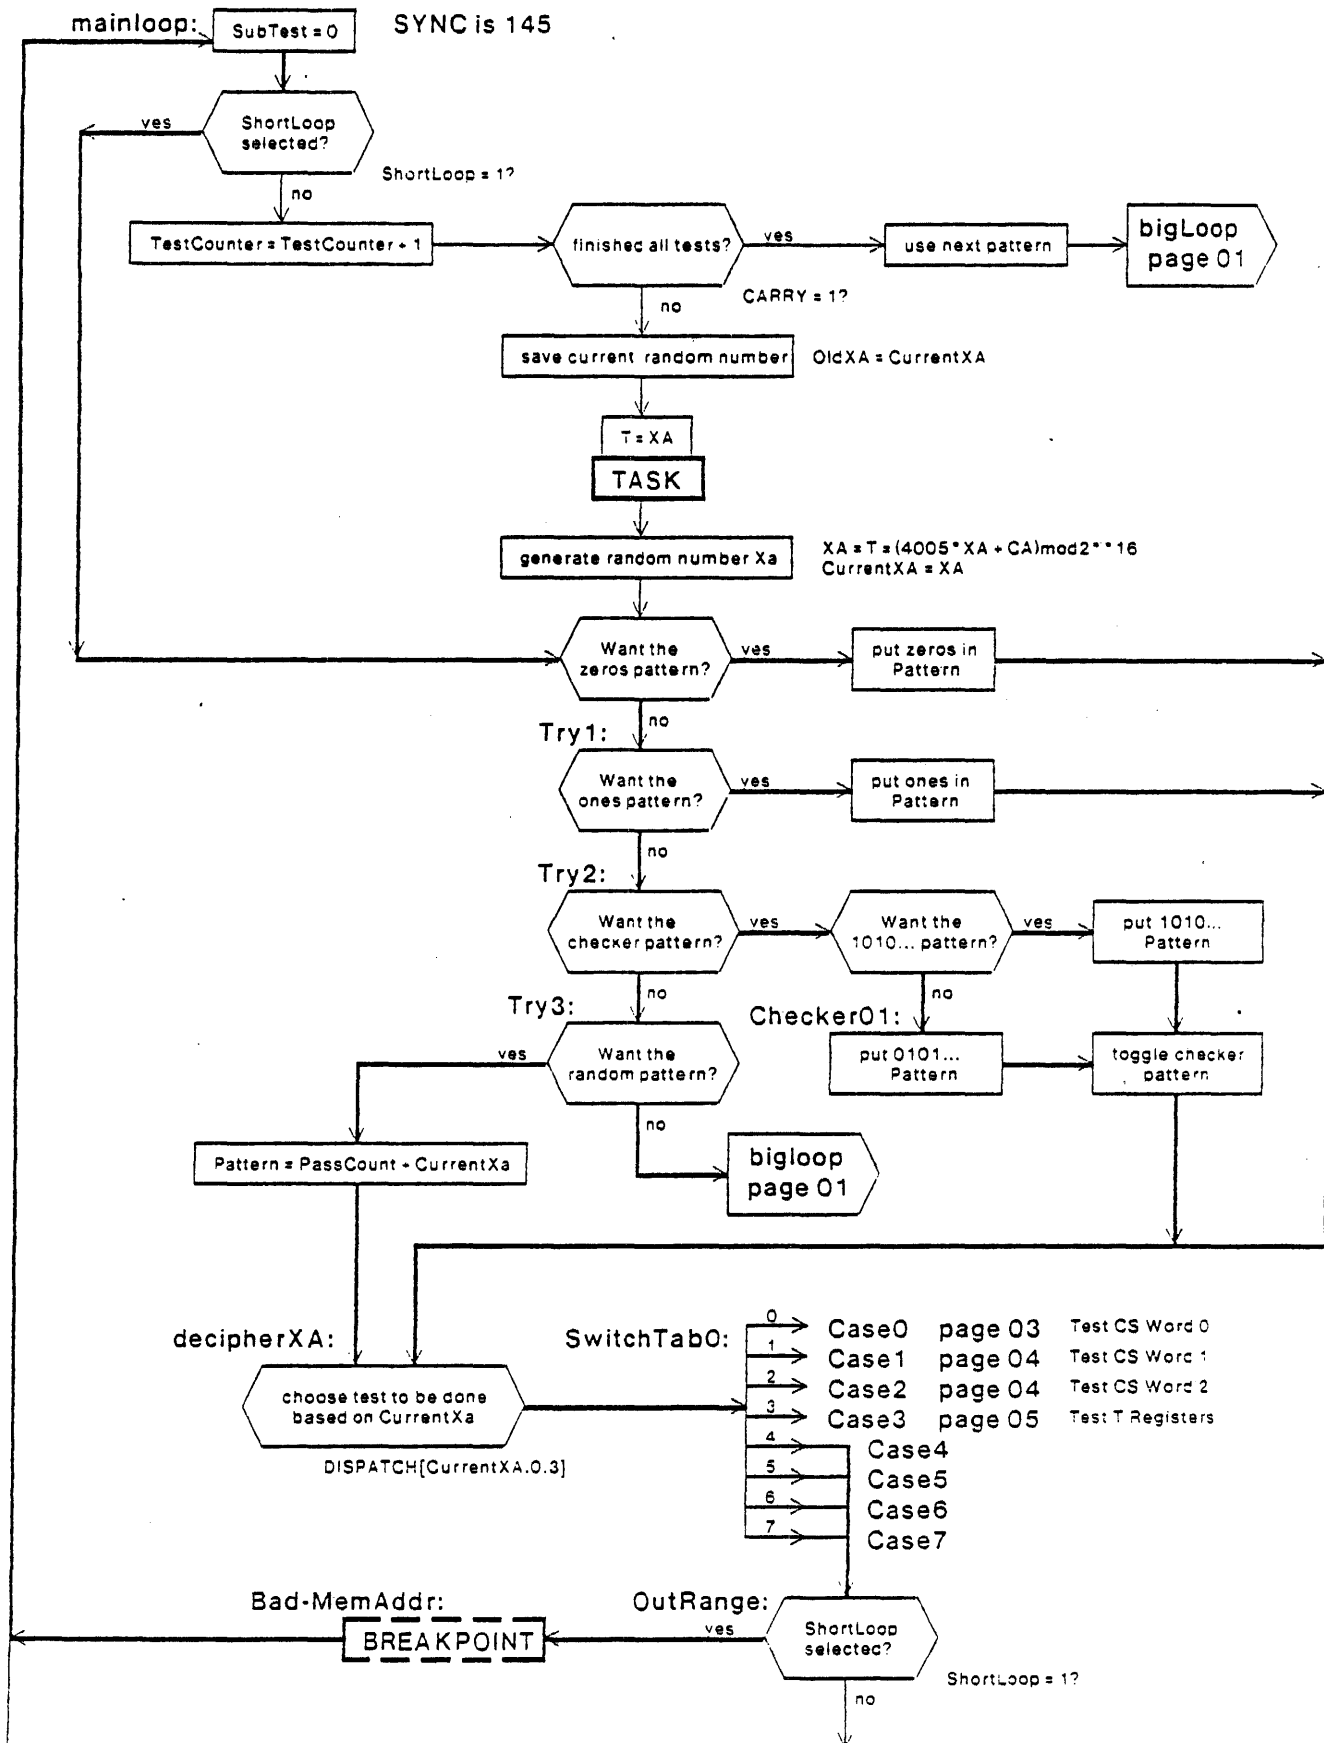 mainloop:
SubTest = 0
SYNC is 145
yes
ShortLoop
selected?
ShortLoop = 1?
no
TestCounter = TestCounter + 1
finished all tests?
yes
use next pattern
bigLoop
page 01
CARRY = 1?
no
save current random number
OldXA = CurrentXA
T = XA
TASK
generate random number Xa
XA = T = (4005*XA + CA)mod2**16
CurrentXA = XA
Want the
zeros pattern?
yes
put zeros in
Pattern
no
Try1:
Want the
ones pattern?
yes
put ones in
Pattern
no
Try2:
Want the
checker pattern?
yes
Want the
1010... pattern?
yes
put 1010...
Pattern
no
no
Try3:
Checker01:
yes
Want the
random pattern?
put 0101...
Pattern
toggle checker
pattern
no
Pattern = PassCount + CurrentXa
bigloop
page 01
decipherXA:
SwitchTab0:
choose test to be done
based on CurrentXa
DISPATCH[CurrentXA.0.3]
0 Case0 page 03 Test CS Word 0
1 Case1 page 04 Test CS Word 1
2 Case2 page 04 Test CS Word 2
3 Case3 page 05 Test T Registers
4 Case4
5 Case5
6 Case6
7 Case7
Bad-MemAddr:
OutRange:
BREAKPOINT
yes
ShortLoop
selected?
ShortLoop = 1?
no